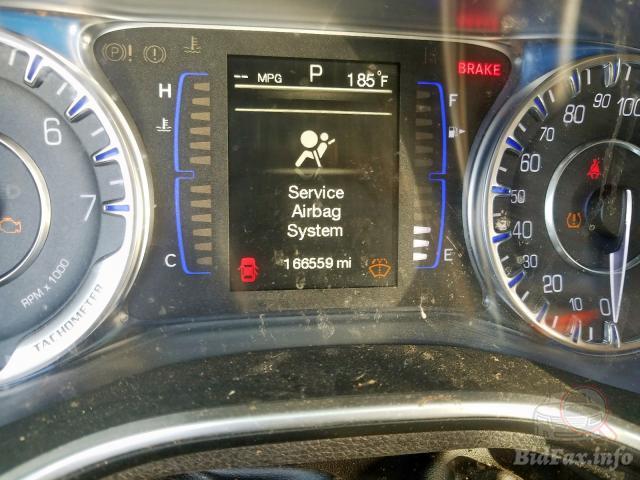 BRAKE
-- MPG P 185°F
H
F
100
90
80
70
60
50
40
30
20
10
0
6
7
Service
Airbag
System
C
E
166559 mi
RPM x 1000
TACHOMETER
BidFax.info